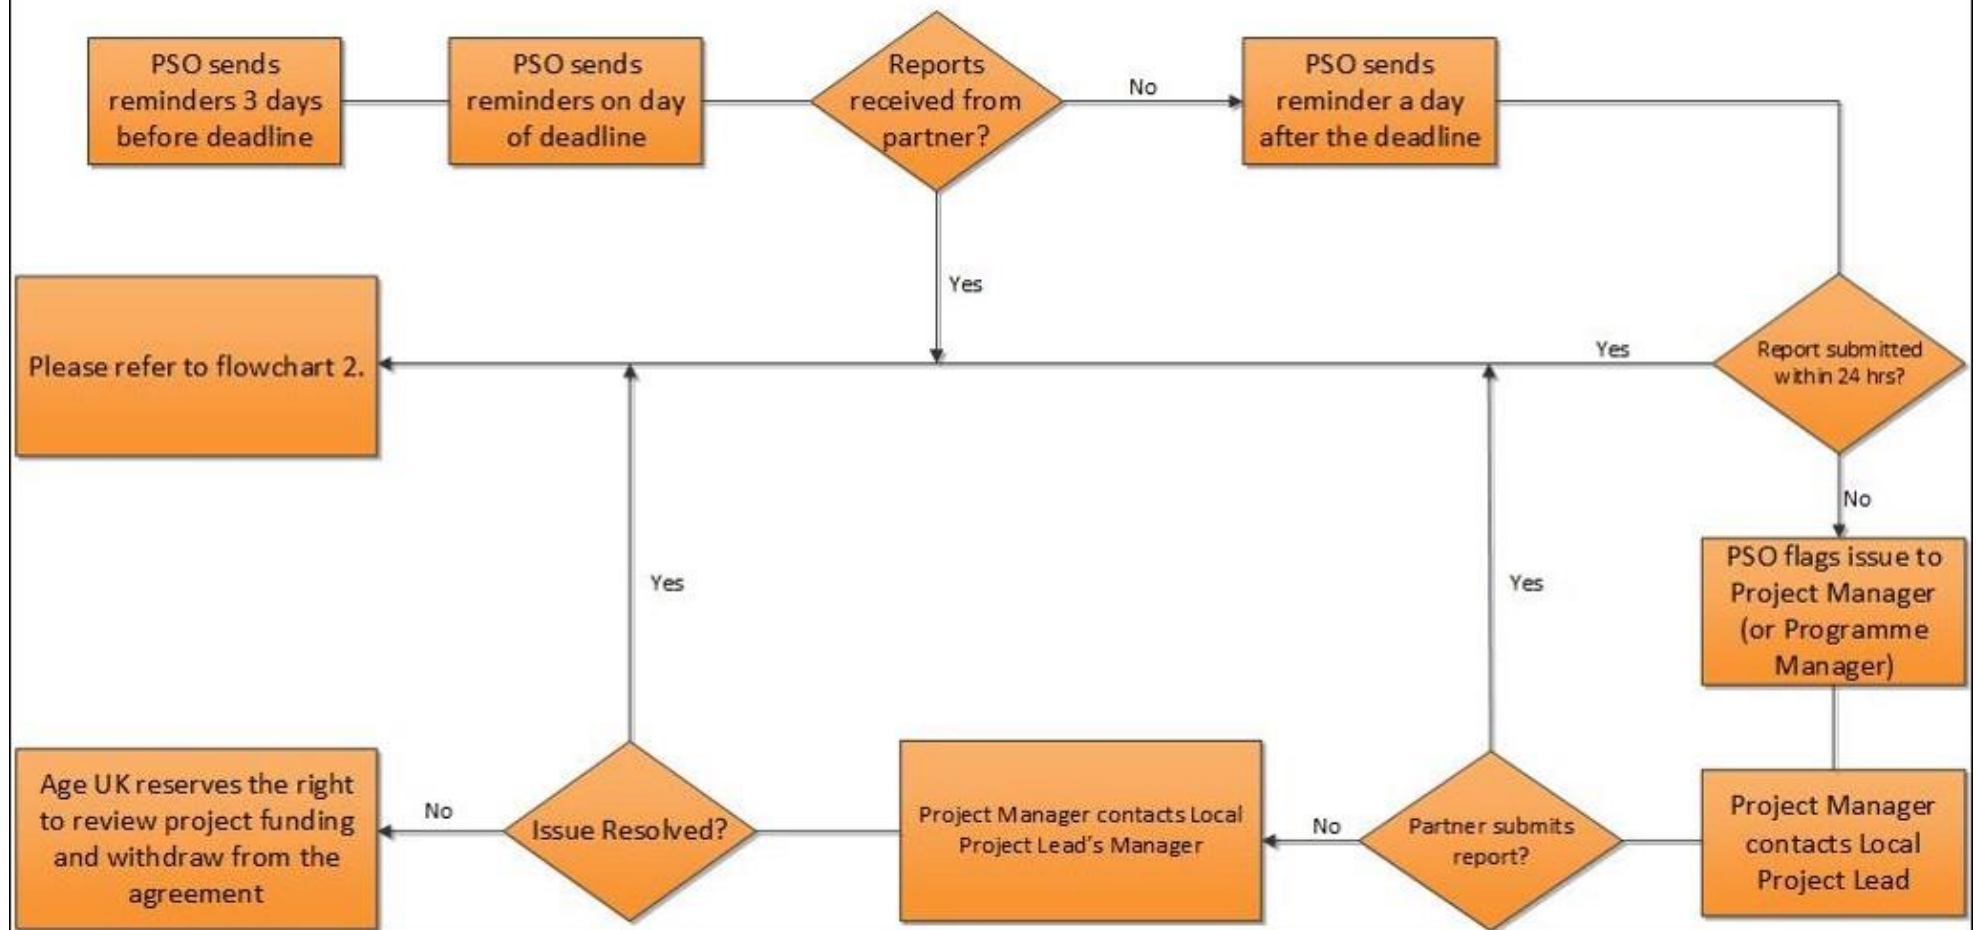 PSO sends
reminders 3 days
before deadline
PSO sends
reminders on day
of deadline
Reports
received from
partner?
No
PSO sends
reminder a day
after the deadline
Yes
Please refer to flowchart 2.
Yes
Report submitted
within 24 hrs?
No
PSO flags issue to
Project Manager
(or Programme
Manager)
Yes
Yes
Age UK reserves the right
to review project funding
and withdraw from the
agreement
No
Issue Resolved?
Project Manager contacts Local
Project Lead's Manager
No
Partner submits
report?
Project Manager
contacts Local
Project Lead